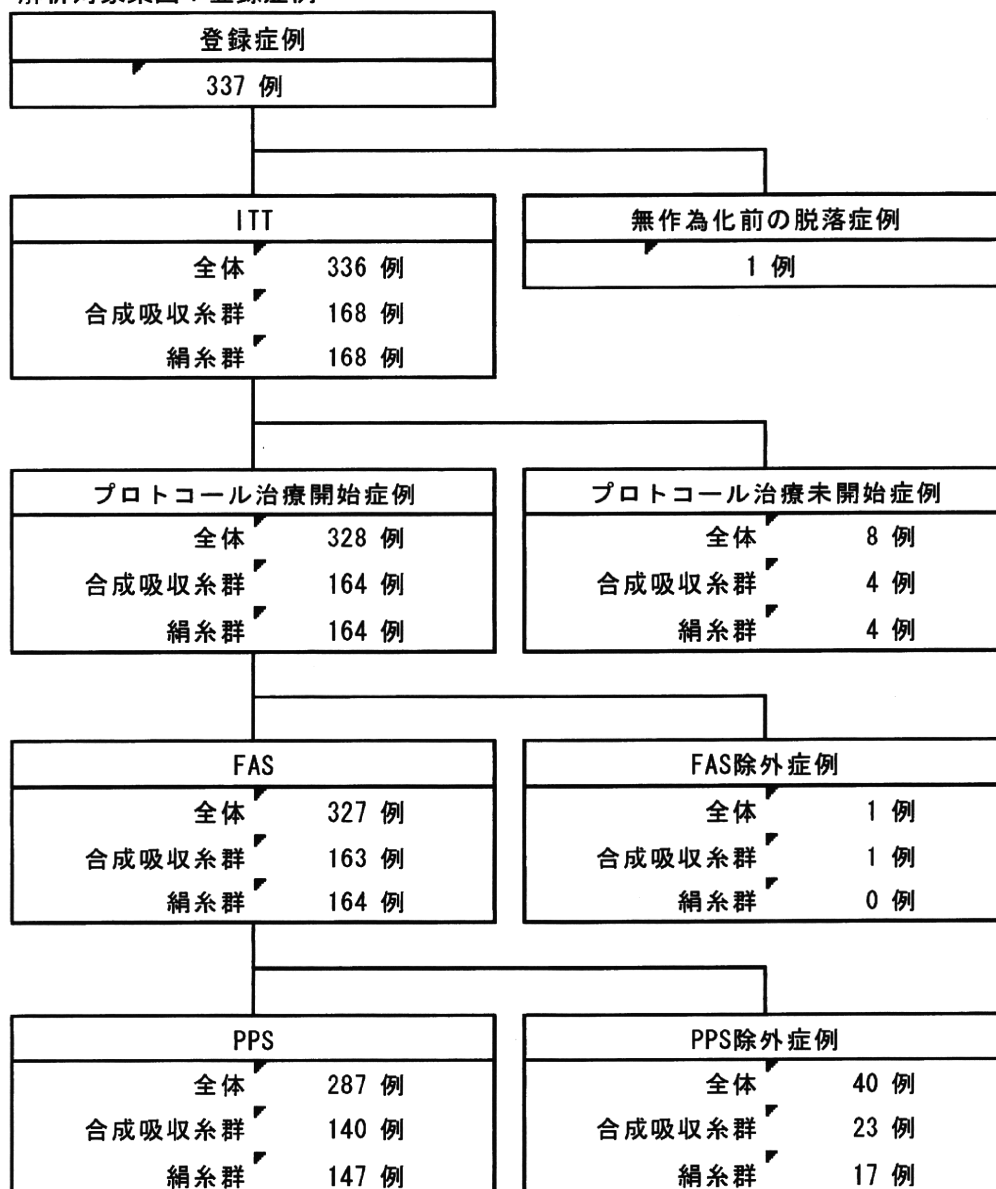 登録症例
337 例
ITT
全体 336 例
合成吸収糸群 168 例
絹糸群 168 例
無作為化前の脱落症例
1 例
プロトコール治療開始症例
全体 328 例
合成吸収糸群 164 例
絹糸群 164 例
プロトコール治療未開始症例
全体 8 例
合成吸収糸群 4 例
絹糸群 4 例
FAS
全体 327 例
合成吸収糸群 163 例
絹糸群 164 例
FAS除外症例
全体 1 例
合成吸収糸群 1 例
絹糸群 0 例
PPS
全体 287 例
合成吸収糸群 140 例
絹糸群 147 例
PPS除外症例
全体 40 例
合成吸収糸群 23 例
絹糸群 17 例